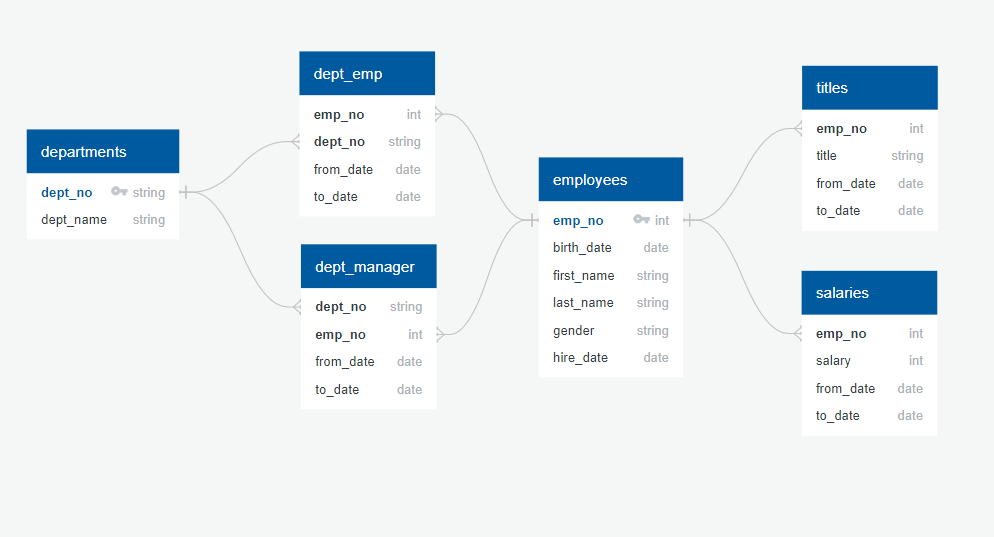 departments
dept_no string
dept_name string
dept_emp
emp_no int
dept_no string
from_date date
to_date date
dept_manager
dept_no string
emp_no int
from_date date
to_date date
employees
emp_no int
birth_date date
first_name string
last_name string
gender string
hire_date date
titles
emp_no int
title string
from_date date
to_date date
salaries
emp_no int
salary int
from_date date
to_date date